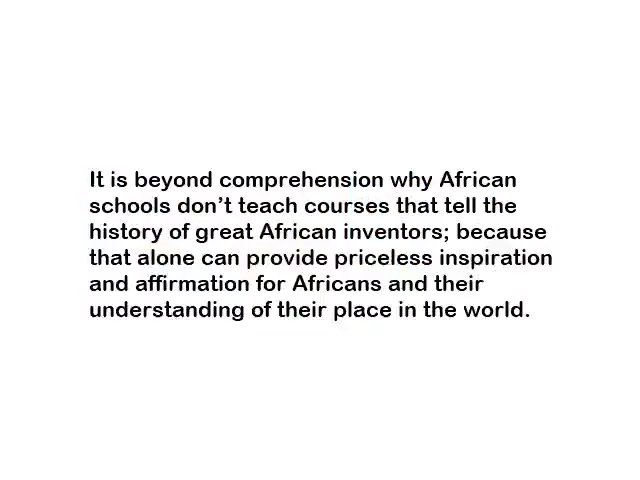 It is beyond comprehension why African
schools don’t teach courses that tell the
history of great African inventors; because
that alone can provide priceless inspiration
and affirmation for Africans and their
understanding of their place in the world.